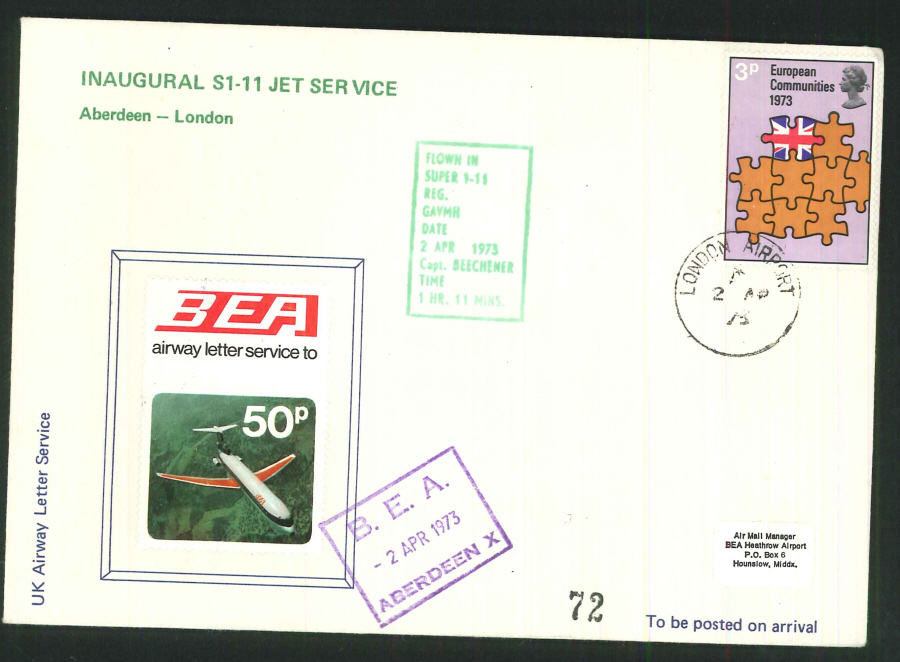 INAUGURAL S1-11 JET SERVICE
Aberdeen – London
3p
European
Communities
1973
FLOWN IN
SUPER 1-11
REG.
GAVMH
DATE
2 APR 1973
Capt. BEECHENER
TIME
1 HR. 11 MINS.
LONDON AIRPORT
2 AP
73
BEA
airway letter service to
50p
UK Airway Letter Service
B. E. A.
- 2 APR 1973
ABERDEEN X
Air Mail Manager
BEA Heathrow Airport
P.O. Box 6
Hounslow, Middx.
72
To be posted on arrival